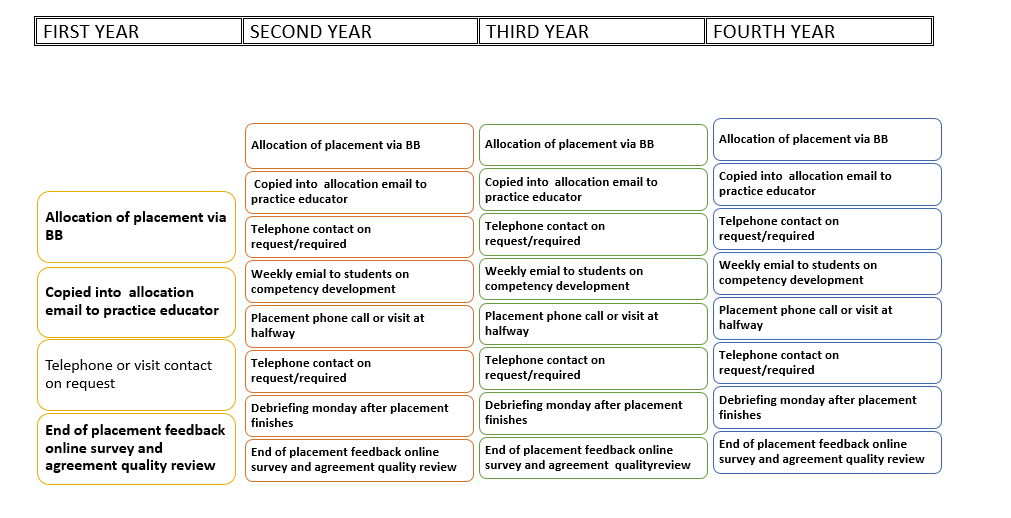 FIRST YEAR
SECOND YEAR
THIRD YEAR
FOURTH YEAR
Allocation of placement via
BB
Copied into allocation
email to practice educator
Telephone or visit contact
on request
End of placement feedback
online survey and
agreement quality review
Allocation of placement via BB
Copied into allocation email to
practice educator
Telephone contact on
request/required
Weekly emial to students on
competency development
Placement phone call or visit at
halfway
Telephone contact on
request/required
Debriefing monday after placement
finishes
End of placement feedback online
survey and agreement quality review
Allocation of placement via BB
Copied into allocation email to
practice educator
Telephone contact on
request/required
Weekly emial to students on
competency development
Placement phone call or visit at
halfway
Telephone contact on
request/required
Debriefing monday after placement
finishes
End of placement feedback online
survey and agreement qualityreview
Allocation of placement via BB
Copied into allocation email to
practice educator
Telpehone contact on
request/required
Weekly emial to students on
competency development
Placement phone call or visit at
halfway
Telephone contact on
request/required
Debriefing monday after placement
finishes
End of placement feedback online
survey and agreement quality review